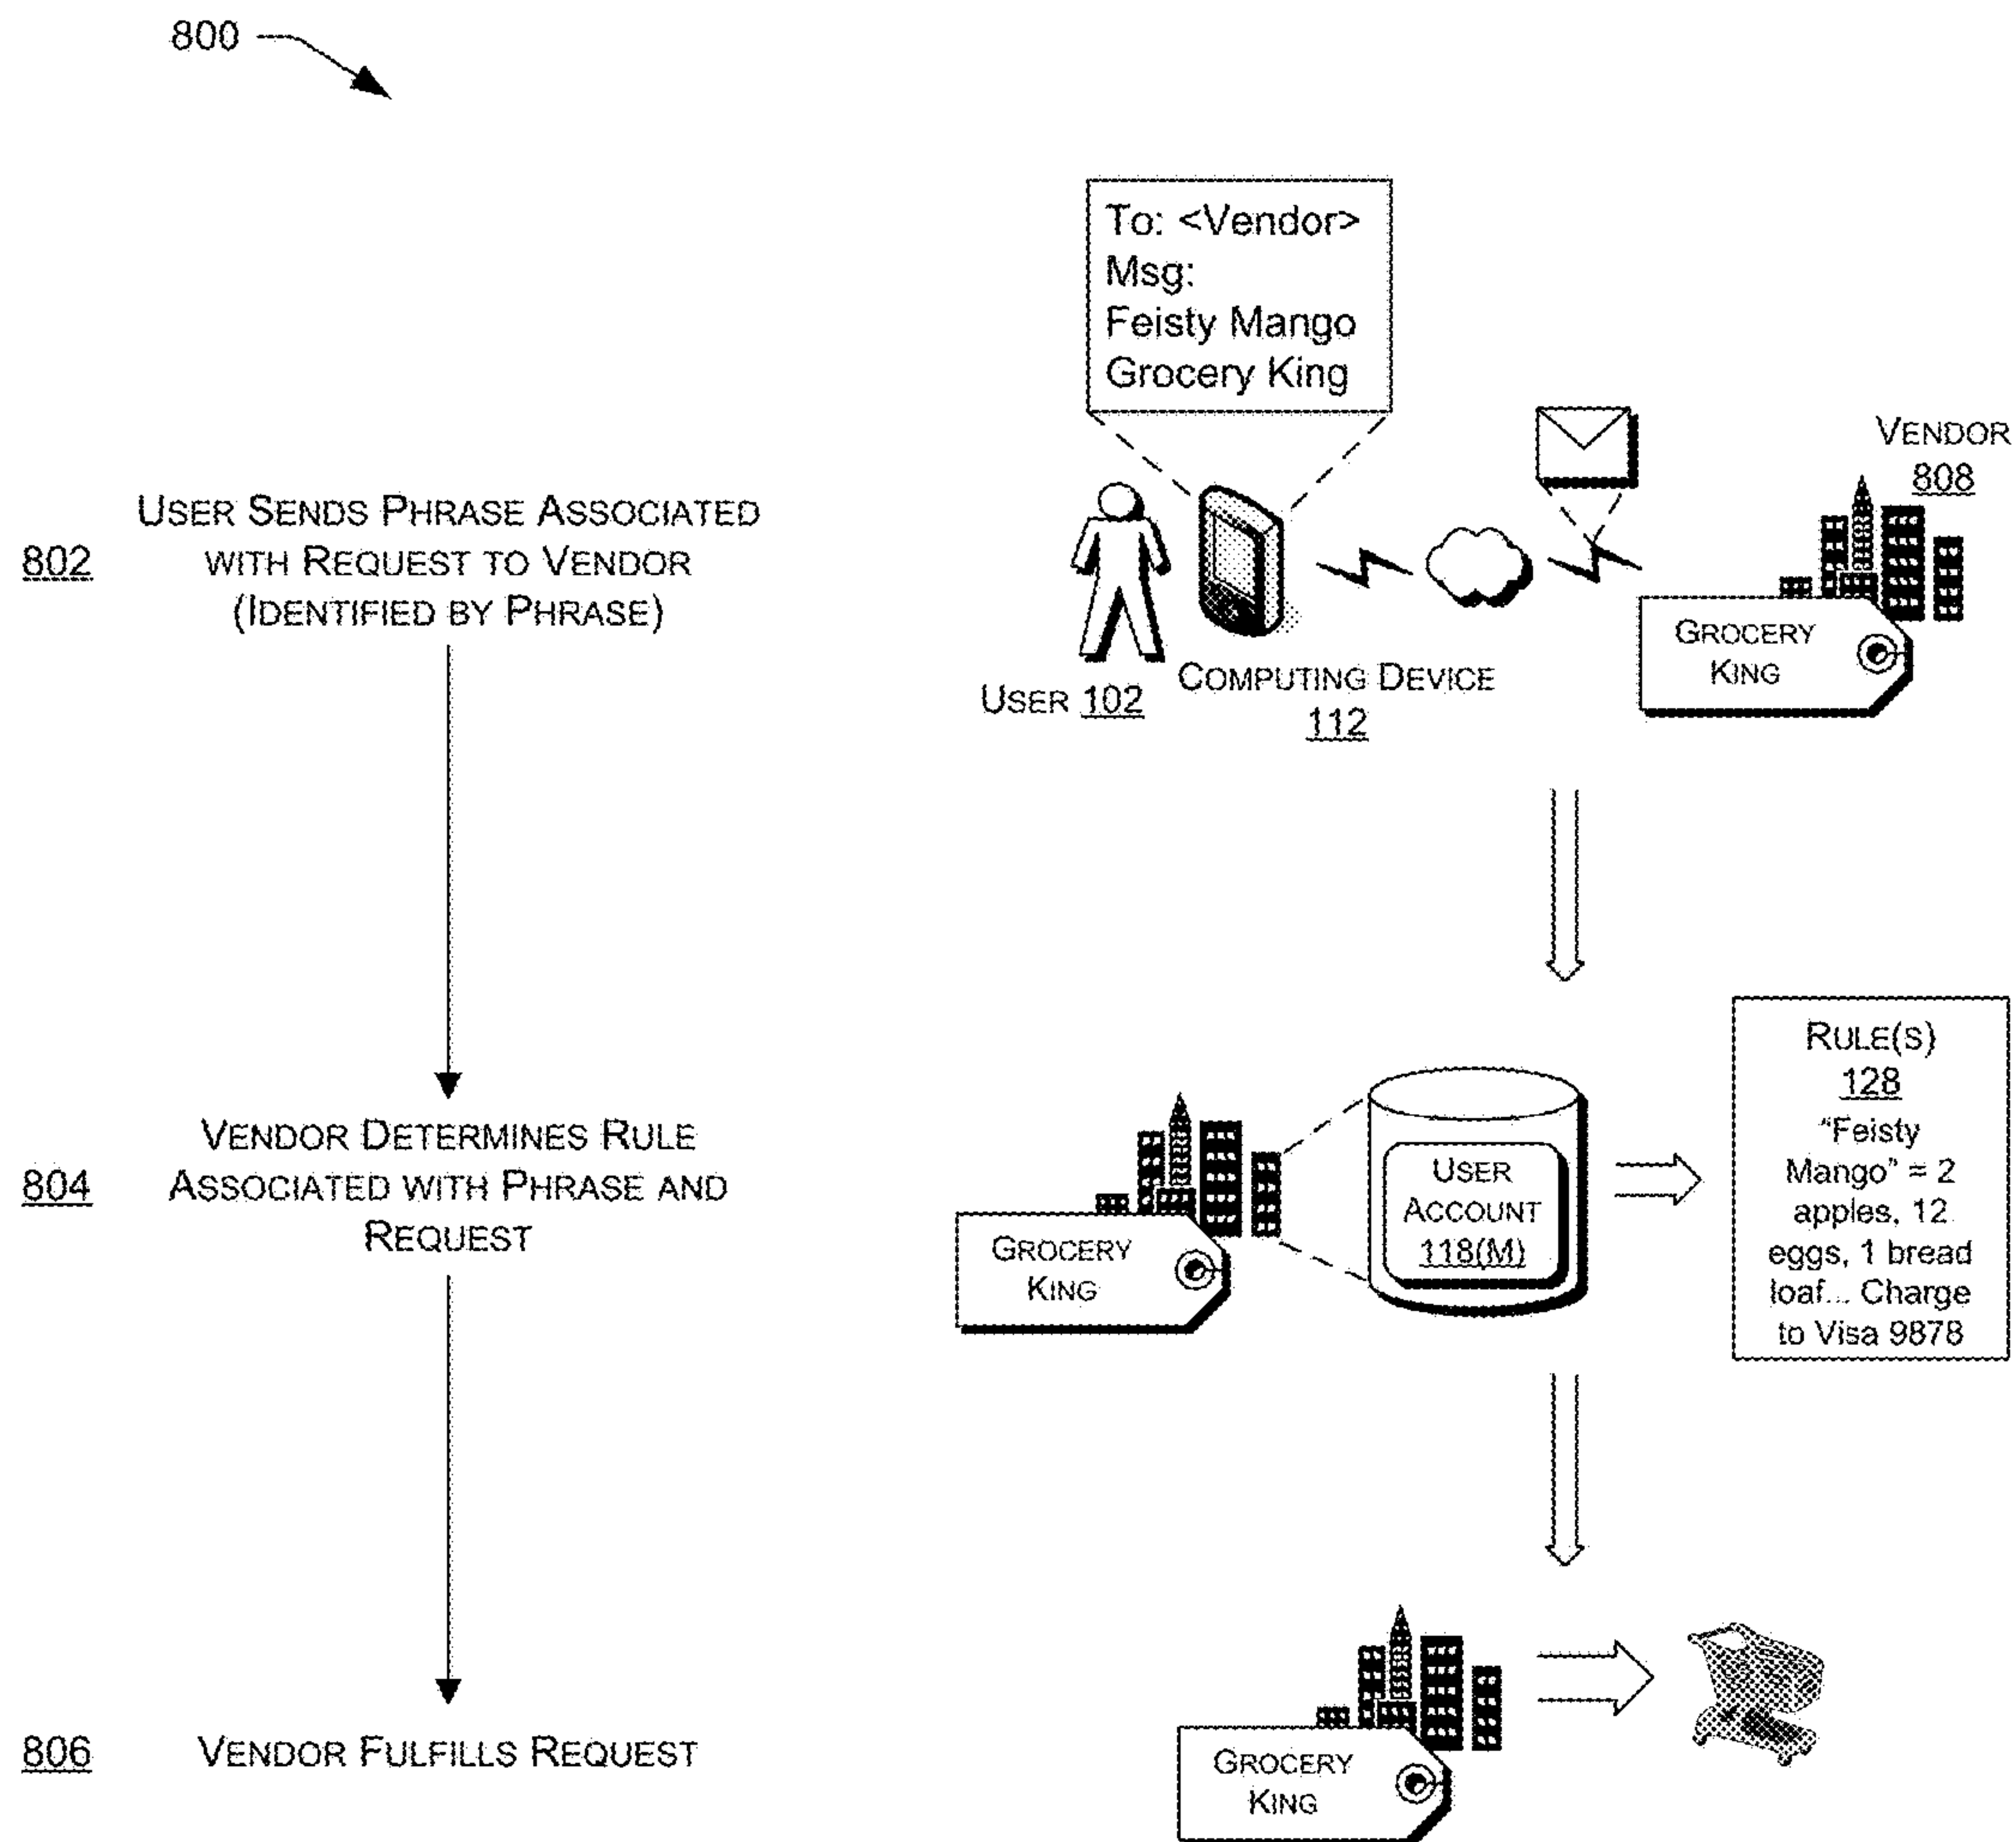 800
To: <Vendor>
Msg:
Feisty Mango
Grocery King
VENDOR
808
802
USER SENDS PHRASE ASSOCIATED
WITH REQUEST TO VENDOR
(IDENTIFIED BY PHRASE)
GROCERY
KING
USER 102
COMPUTING DEVICE
112
804
VENDOR DETERMINES RULE
ASSOCIATED WITH PHRASE AND
REQUEST
GROCERY
KING
USER
ACCOUNT
118(M)
RULE(S)
128
“Feisty
Mango” = 2
apples, 12
eggs, 1 bread
loaf... Charge
to Visa 9878
806
VENDOR FULFILLS REQUEST
GROCERY
KING